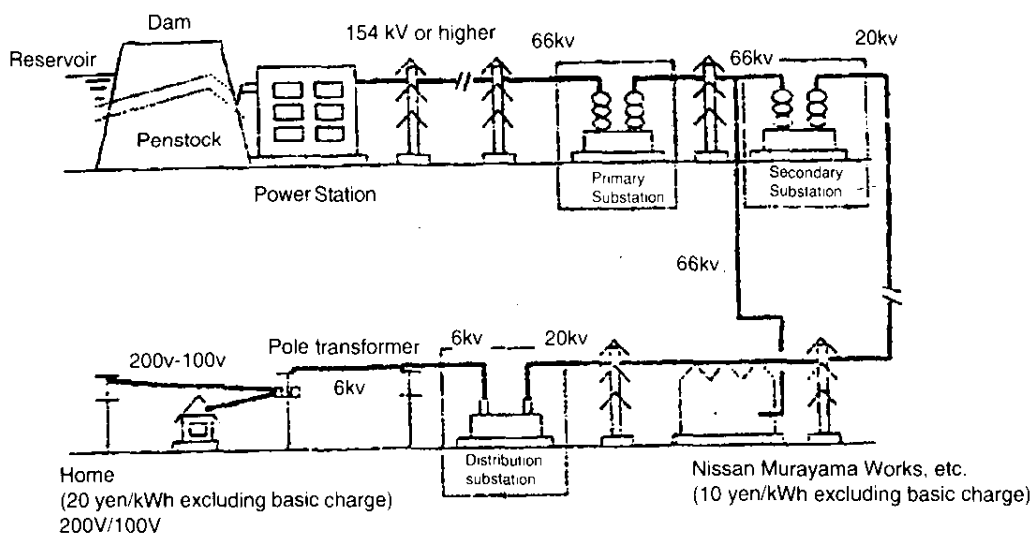 Dam
Reservoir
154 kV or higher
66kv
66kv
20kv
Penstock
Power Station
Primary
Substation
Secondary
Substation
66kv
200v-100v
Pole transformer
6kv
6kv
20kv
Distribution
substation
Home
(20 yen/kWh excluding basic charge)
200V/100V
Nissan Murayama Works, etc.
(10 yen/kWh excluding basic charge)